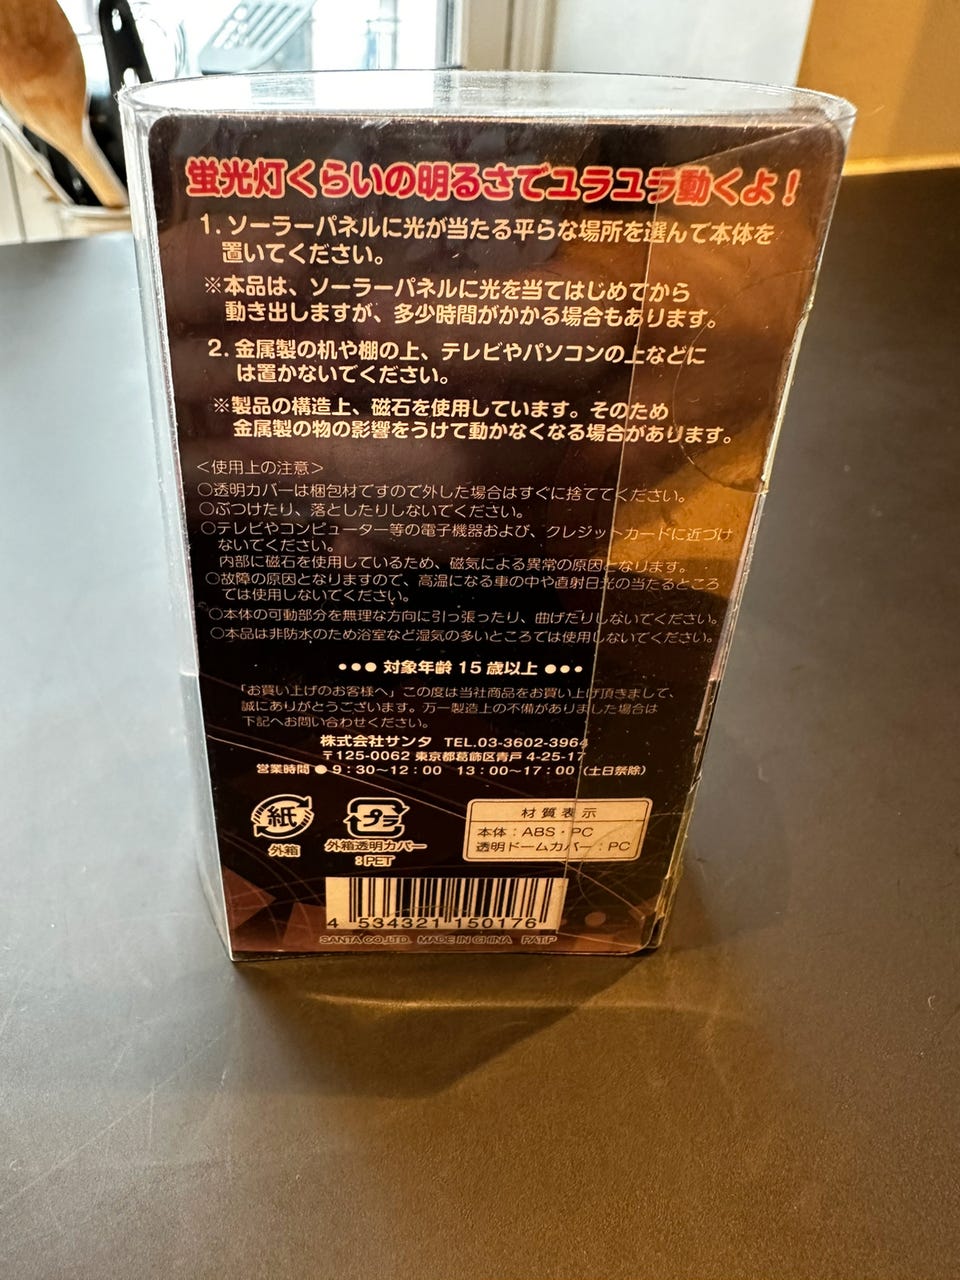 蛍光灯くらいの明るさでユラユラ動くよ！
1. ソーラーパネルに光が当たる平らな場所を選んで本体を
置いてください。
※本品は、ソーラーパネルに光を当てはじめてから
動き出しますが、多少時間がかかる場合もあります。
2. 金属製の机や棚の上、テレビやパソコンの上などに
は置かないでください。
※製品の構造上、磁石を使用しています。そのため
金属製の物の影響をうけて動かなくなる場合があります。
＜使用上の注意＞
○透明カバーは梱包材ですので外した場合はすぐに捨ててください。
○ぶつけたり、落としたりしないでください。
○テレビやコンピューター等の電子機器および、クレジットカードに近づけ
ないでください。
内部に磁石を使用しているため、磁気による異常の原因となります。
○故障の原因となりますので、高温になる車の中や直射日光の当たるところ
では使用しないでください。
○本体の可動部分を無理な方向に引っ張ったり、曲げたりしないでください。
○本品は非防水のため浴室など湿気の多いところでは使用しないでください。
●●● 対象年齢 15 歳以上 ●●●
「お買い上げのお客様へ」この度は当社商品をお買い上げ頂きまして、
誠にありがとうございます。万一製造上の不備がありました場合は
下記へお問い合わせください。
株式会社サンタ TEL.03-3602-3964
〒125-0062 東京都葛飾区青戸 4-25-17
営業時間 ● 9：30～12：00 13：00～17：00（土日祭除）
紙
外箱
プラ
外箱透明カバー
：PET
材質表示
本体：ABS・PC
透明ドームカバー：PC
4 534321 150176
SANTA CO.,LTD. MADE IN CHINA PAT.P